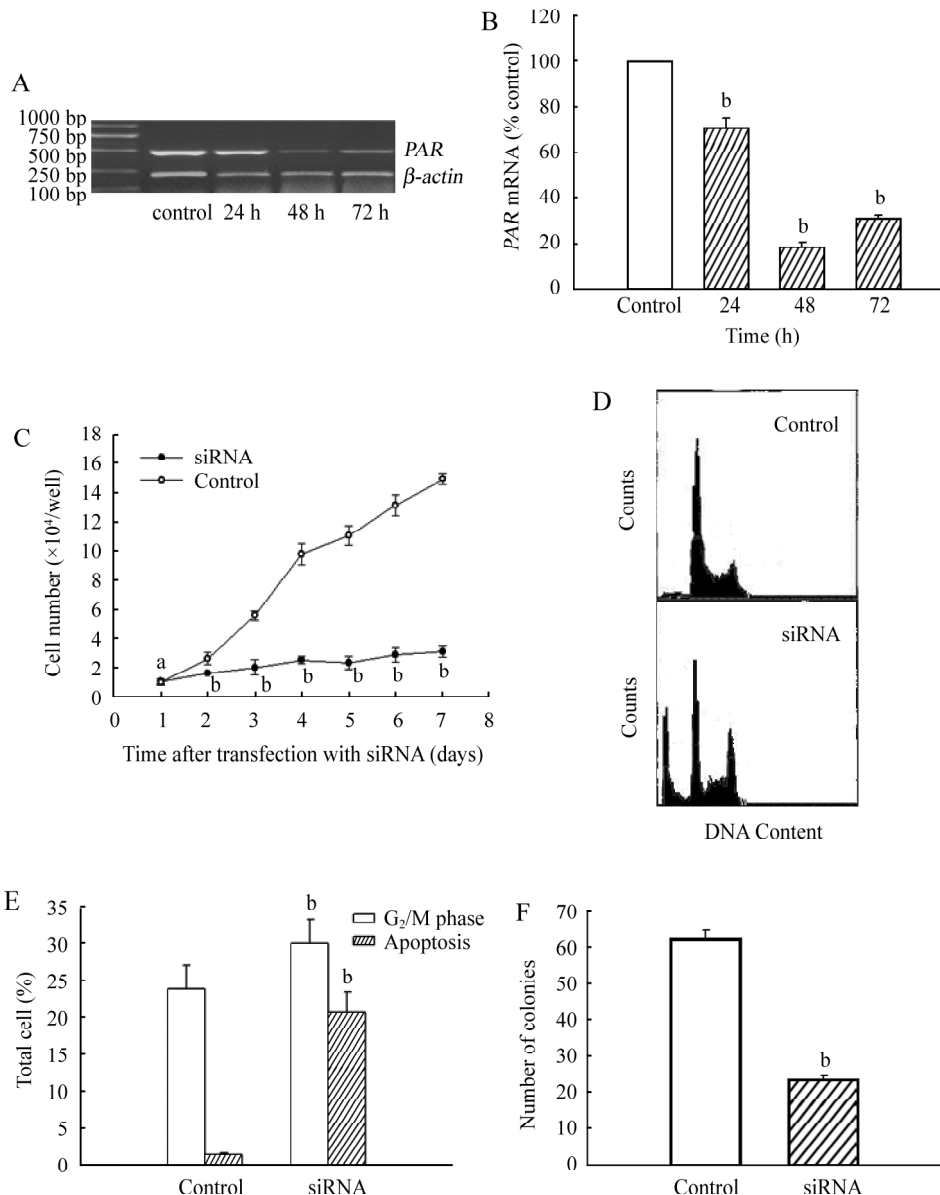 A
1000 bp
750 bp
500 bp
250 bp
100 bp
PAR
β-actin
control 24 h 48 h 72 h
B
PAR mRNA (% control)
120
100
80
60
40
20
0
b
b
b
Control 24 48 72
Time (h)
C
Cell number (×10⁴/well)
18
16
14
12
10
8
6
4
2
0
siRNA
Control
a
b b b b b b
0 1 2 3 4 5 6 7 8
Time after transfection with siRNA (days)
D
Control
Counts
siRNA
Counts
DNA Content
E
Total cell (%)
35
30
25
20
15
10
5
0
G₂/M phase
Apoptosis
b
b
Control siRNA
F
Number of colonies
70
60
50
40
30
20
10
0
b
Control siRNA